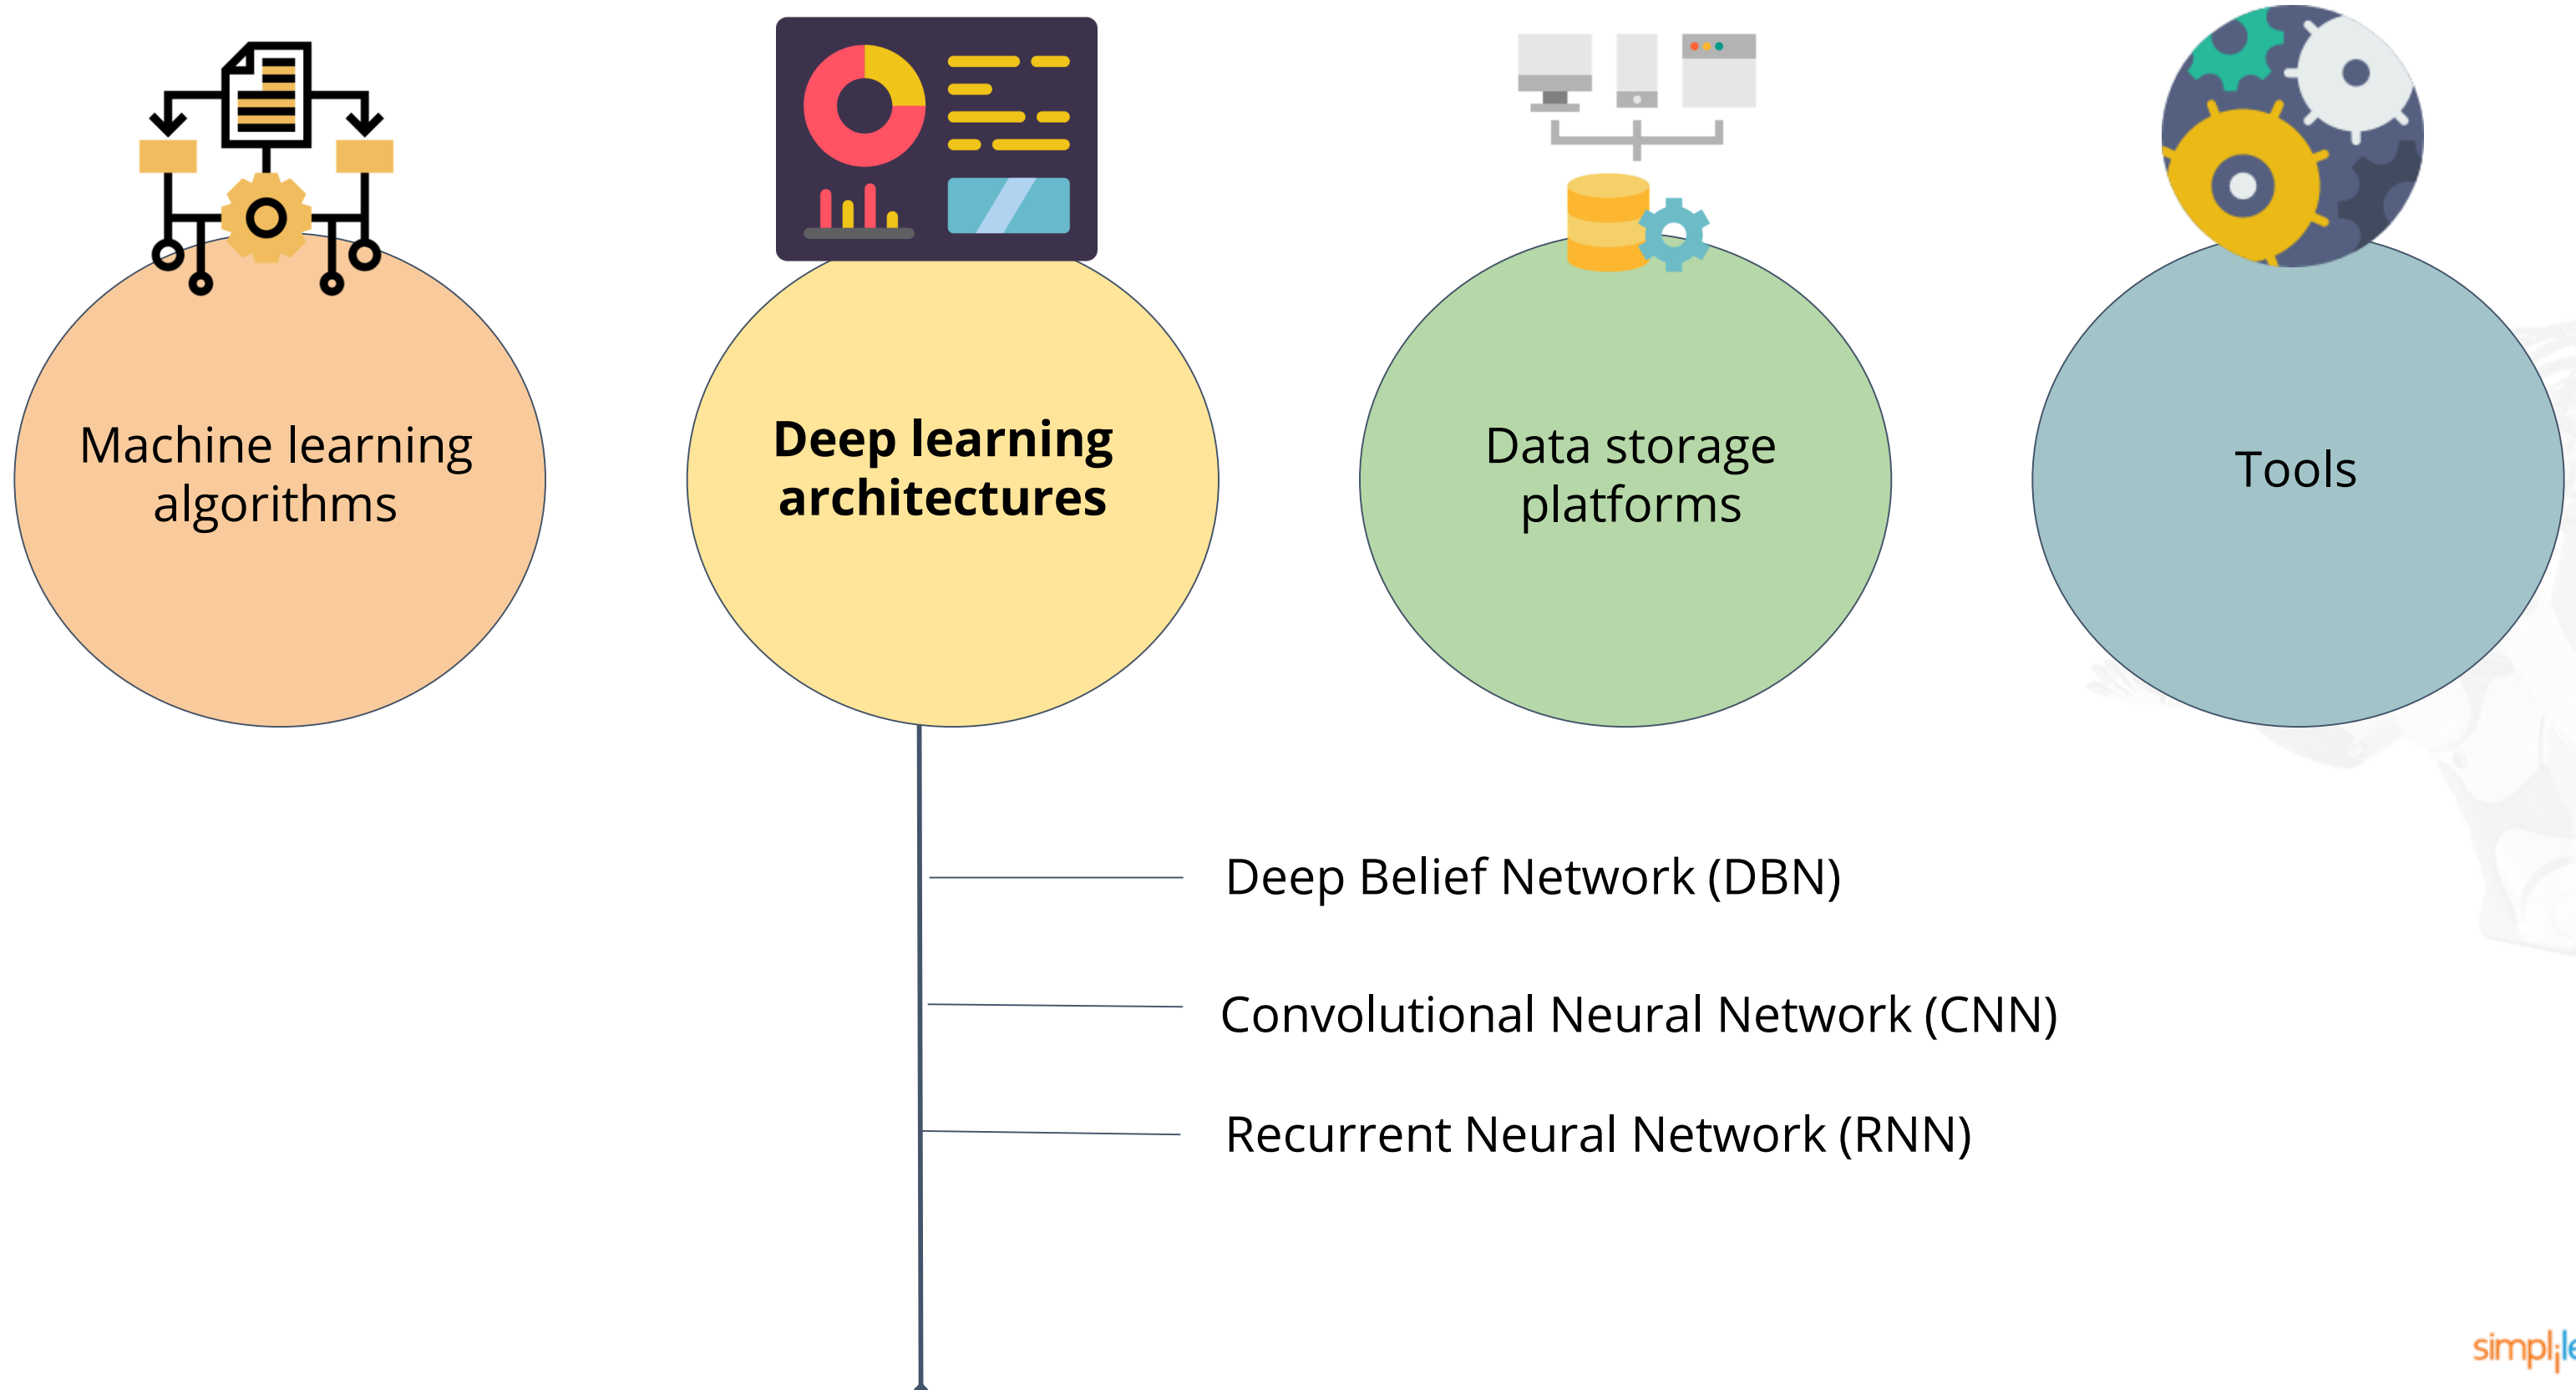 Machine learning
algorithms
Deep learning
architectures
Data storage
platforms
Tools
Deep Belief Network (DBN)
Convolutional Neural Network (CNN)
Recurrent Neural Network (RNN)